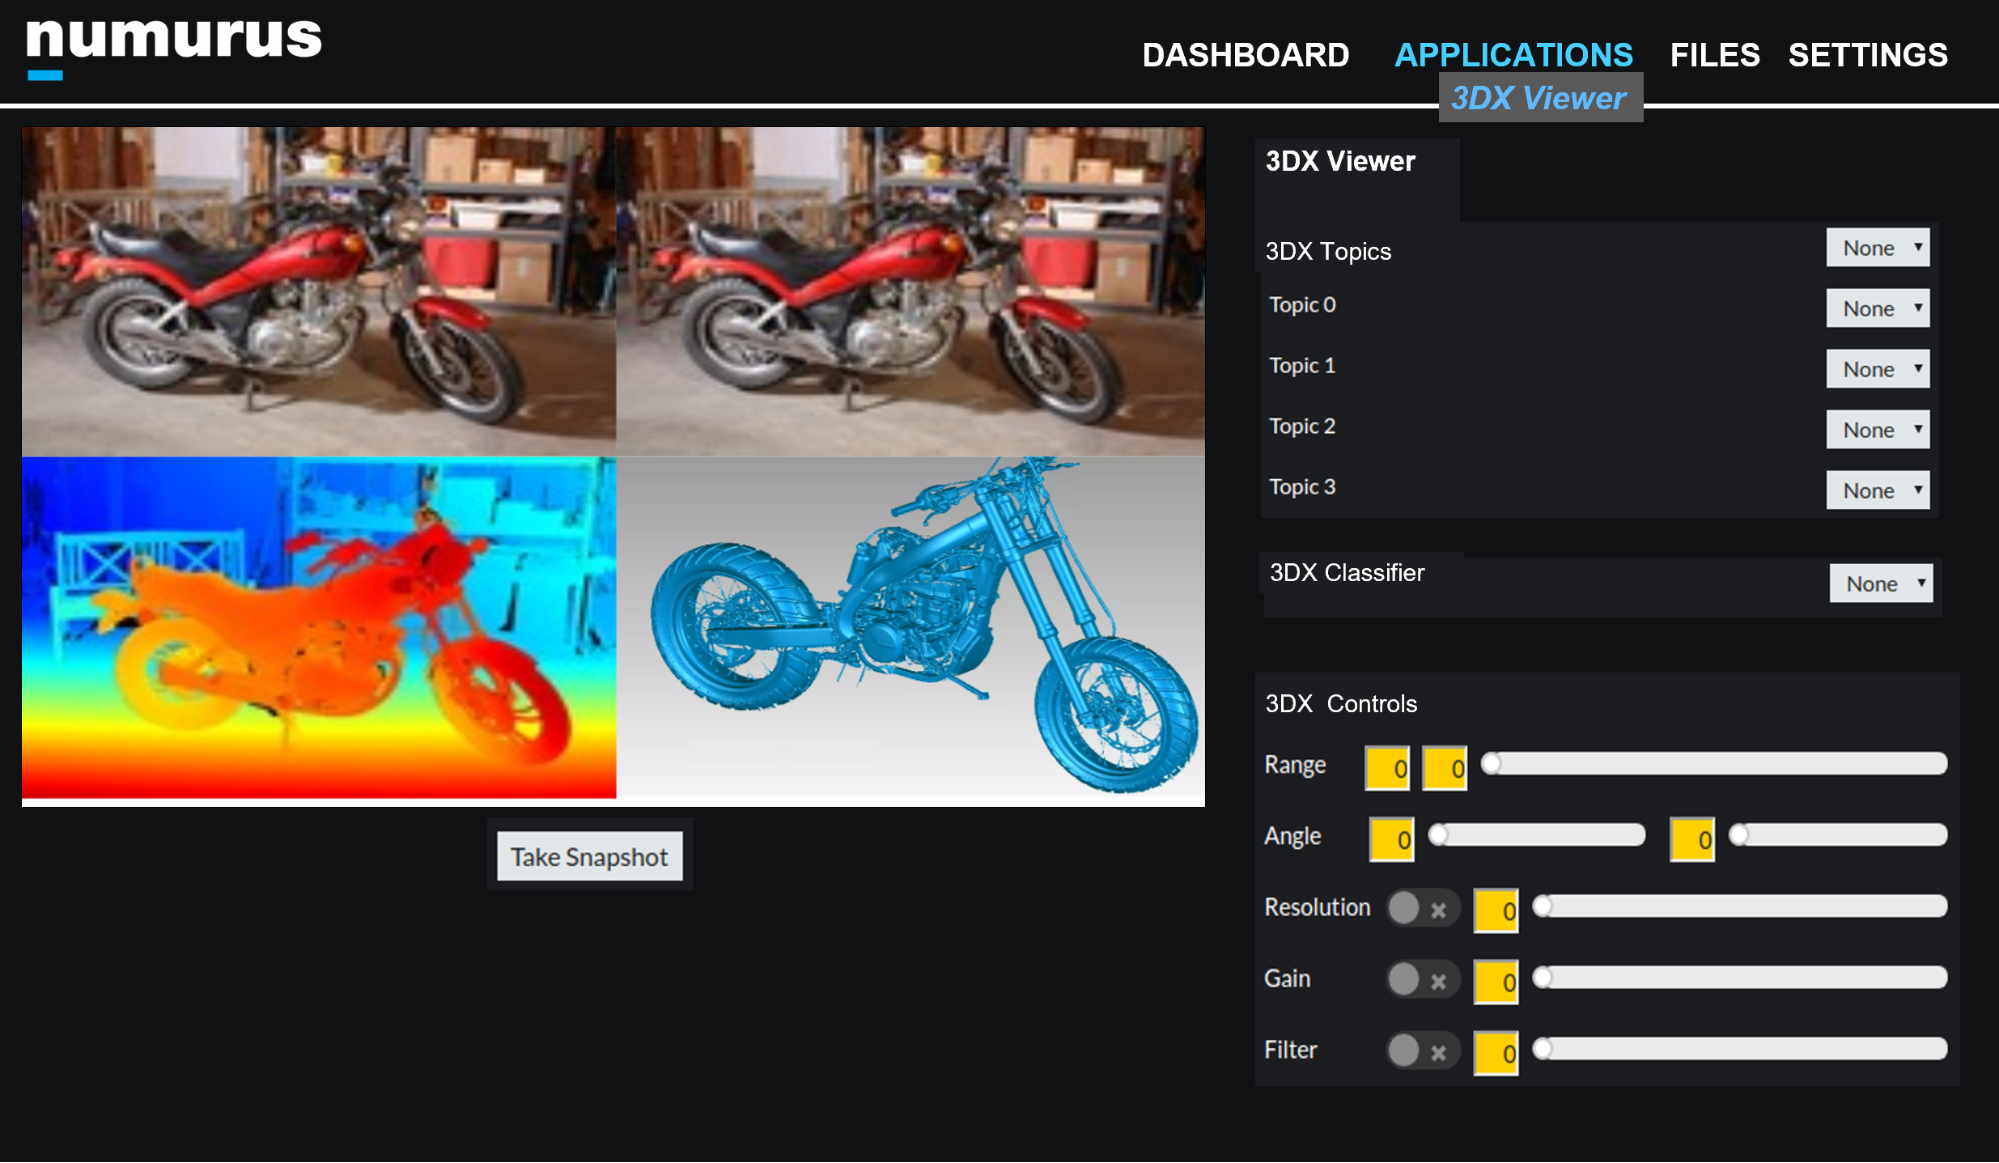 numurus
DASHBOARD APPLICATIONS FILES SETTINGS
3DX Viewer
3DX Viewer
3DX Topics None
Topic 0 None
Topic 1 None
Topic 2 None
Topic 3 None
3DX Classifier None
3DX Controls
Range 0 0
Angle 0 0
Resolution 0
Gain 0
Filter 0
Take Snapshot